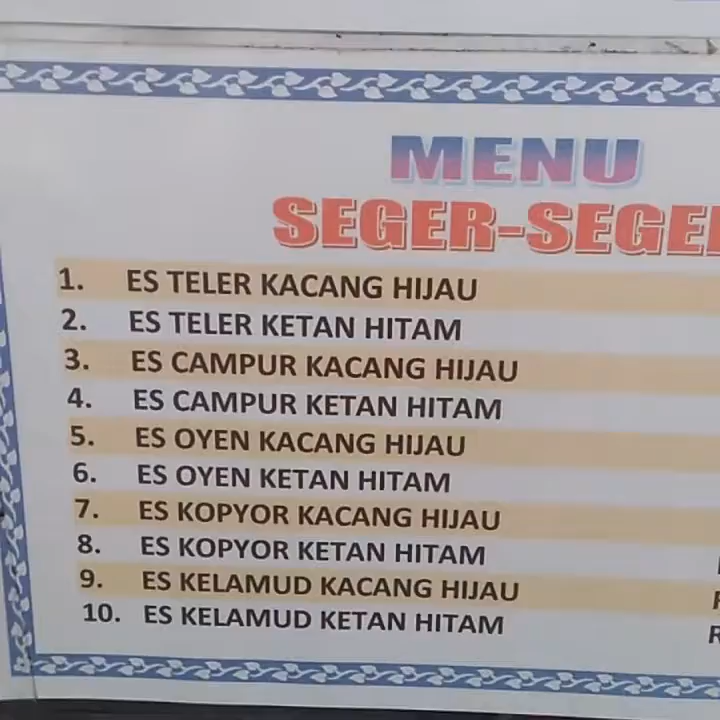 MENU
SEGER-SEGE
1. ES TELER KACANG HIJAU
2. ES TELER KETAN HITAM
3. ES CAMPUR KACANG HIJAU
4. ES CAMPUR KETAN HITAM
5. ES OYEN KACANG HIJAU
6. ES OYEN KETAN HITAM
7. ES KOPYOR KACANG HIJAU
8. ES KOPYOR KETAN HITAM
9. ES KELAMUD KACANG HIJAU
10. ES KELAMUD KETAN HITAM